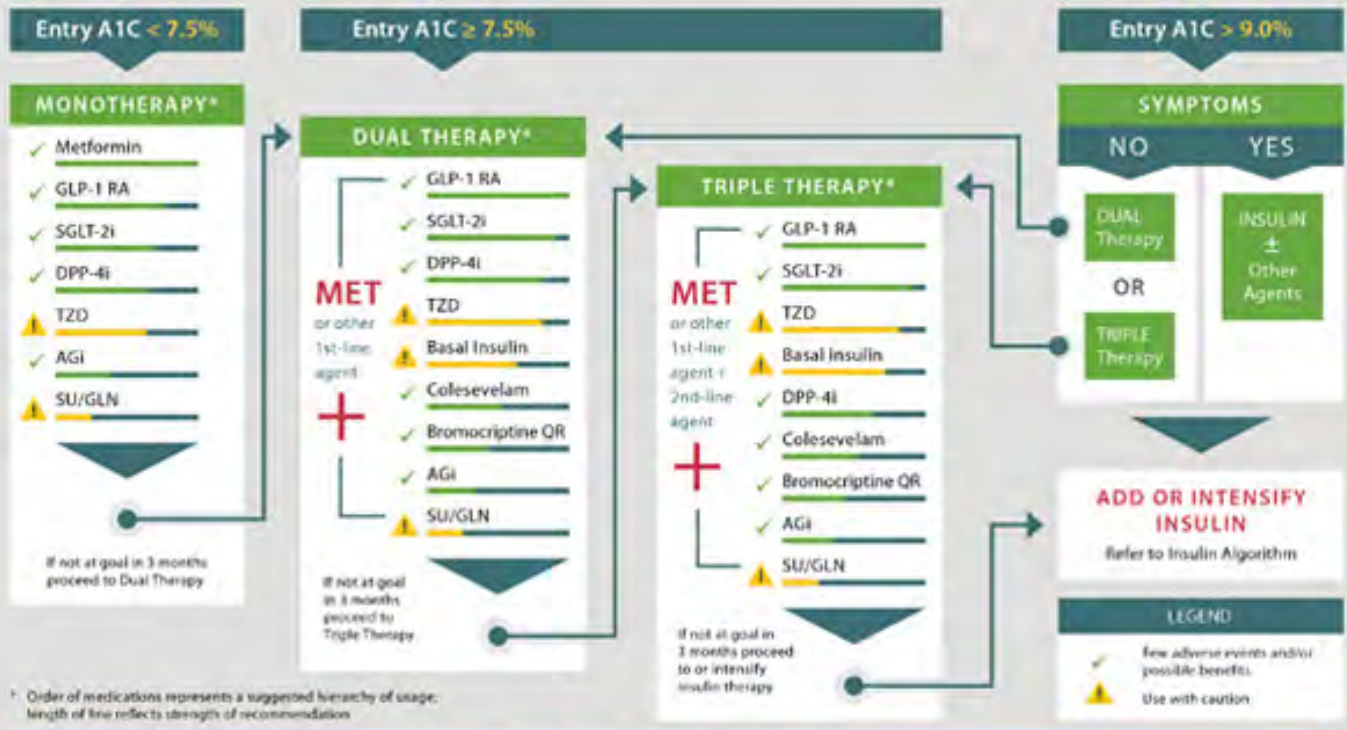 Entry A1C < 7.5%
MONOTHERAPY*
Metformin
GLP-1 RA
SGLT-2i
DPP-4i
TZD
AGi
SU/GLN
If not at goal in 3 months
proceed to Dual Therapy
Entry A1C ≥ 7.5%
DUAL THERAPY*
MET
or other
1st-line
agent
+
GLP-1 RA
SGLT-2i
DPP-4i
TZD
Basal Insulin
Colesevelam
Bromocriptine QR
AGi
SU/GLN
If not at goal
in 3 months
proceed to
Triple Therapy
TRIPLE THERAPY*
MET
or other
1st-line
agent +
2nd-line
agent
+
GLP-1 RA
SGLT-2i
TZD
Basal insulin
DPP-4i
Colesevelam
Bromocriptine QR
AGi
SU/GLN
If not at goal in
3 months proceed
to or intensify
insulin therapy
Entry A1C > 9.0%
SYMPTOMS
NO
YES
DUAL
Therapy
OR
TRIPLE
Therapy
INSULIN
±
Other
Agents
ADD OR INTENSIFY
INSULIN
Refer to Insulin Algorithm
LEGEND
Few adverse events and/or
possible benefits
Use with caution
* Order of medications represents a suggested hierarchy of usage;
length of line reflects strength of recommendation